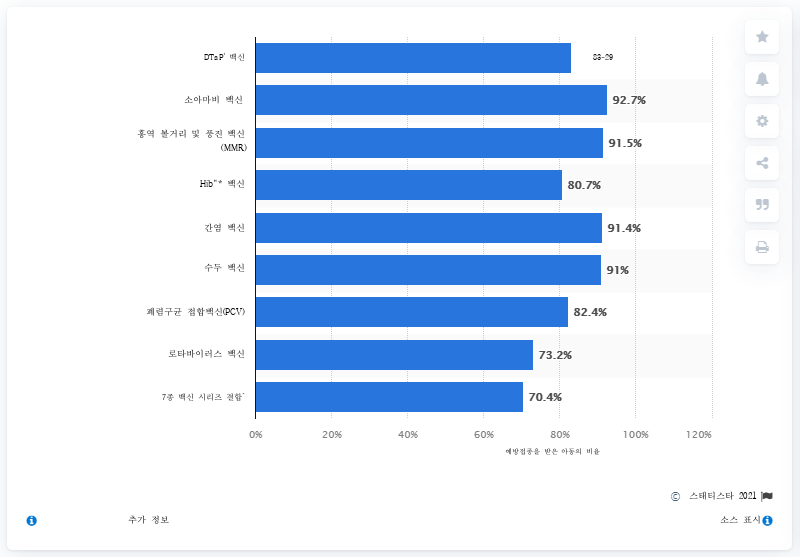 DTaP* 백신
83-29
소아마비 백신
92.7%
홍역 볼거리 및 풍진 백신
(MMR)
91.5%
Hib** 백신
80.7%
간염 백신
91.4%
수두 백신
91%
폐렴구균 접합백신(PCV)
82.4%
로타바이러스 백신
73.2%
7종 백신 시리즈 결합^
70.4%
0% 20% 40% 60% 80% 100% 120%
예방접종을 받은 아동의 비율
© 스태티스타 2021
추가 정보
소스 표시